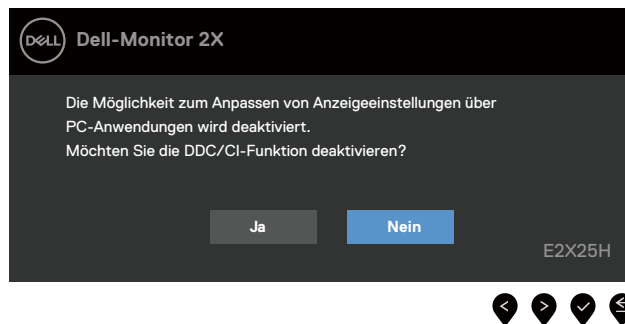 DELL Dell-Monitor 2X
Die Möglichkeit zum Anpassen von Anzeigeeinstellungen über
PC-Anwendungen wird deaktiviert.
Möchten Sie die DDC/CI-Funktion deaktivieren?
Ja Nein
E2X25H